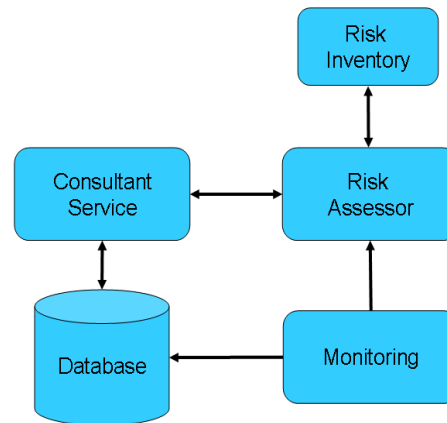 Risk
Inventory
Consultant
Service
Risk
Assessor
Database
Monitoring